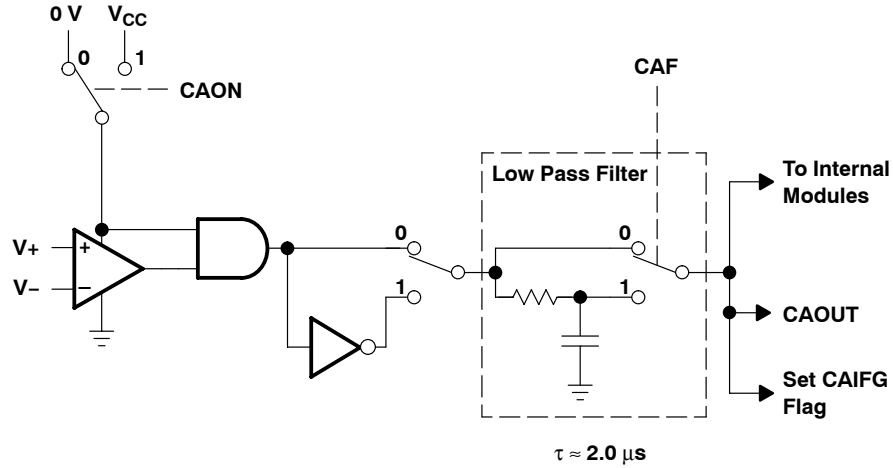 0 V VCC
0 1
CAON
CAF
Low Pass Filter
To Internal
Modules
V+
+
0
0
V−
−
1
1
CAOUT
Set CAIFG
Flag
τ ≈ 2.0 μs